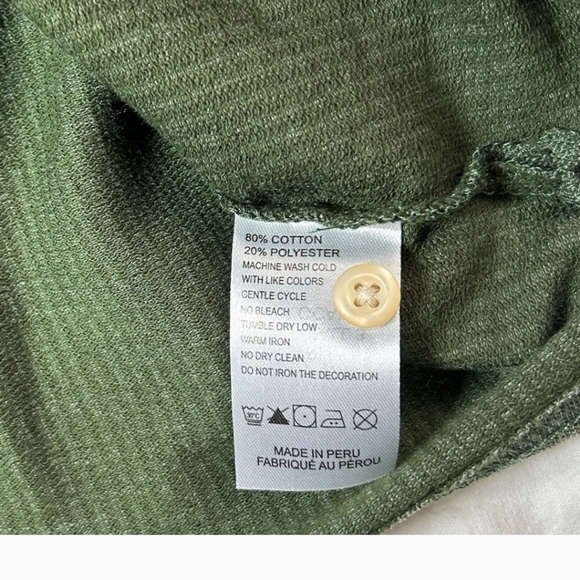 80% COTTON
20% POLYESTER
MACHINE WASH COLD
WITH LIKE COLORS
GENTLE CYCLE
NO BLEACH
TUMBLE DRY LOW
WARM IRON
NO DRY CLEAN
DO NOT IRON THE DECORATION
30°C
MADE IN PERU
FABRIQUÉ AU PÉROU